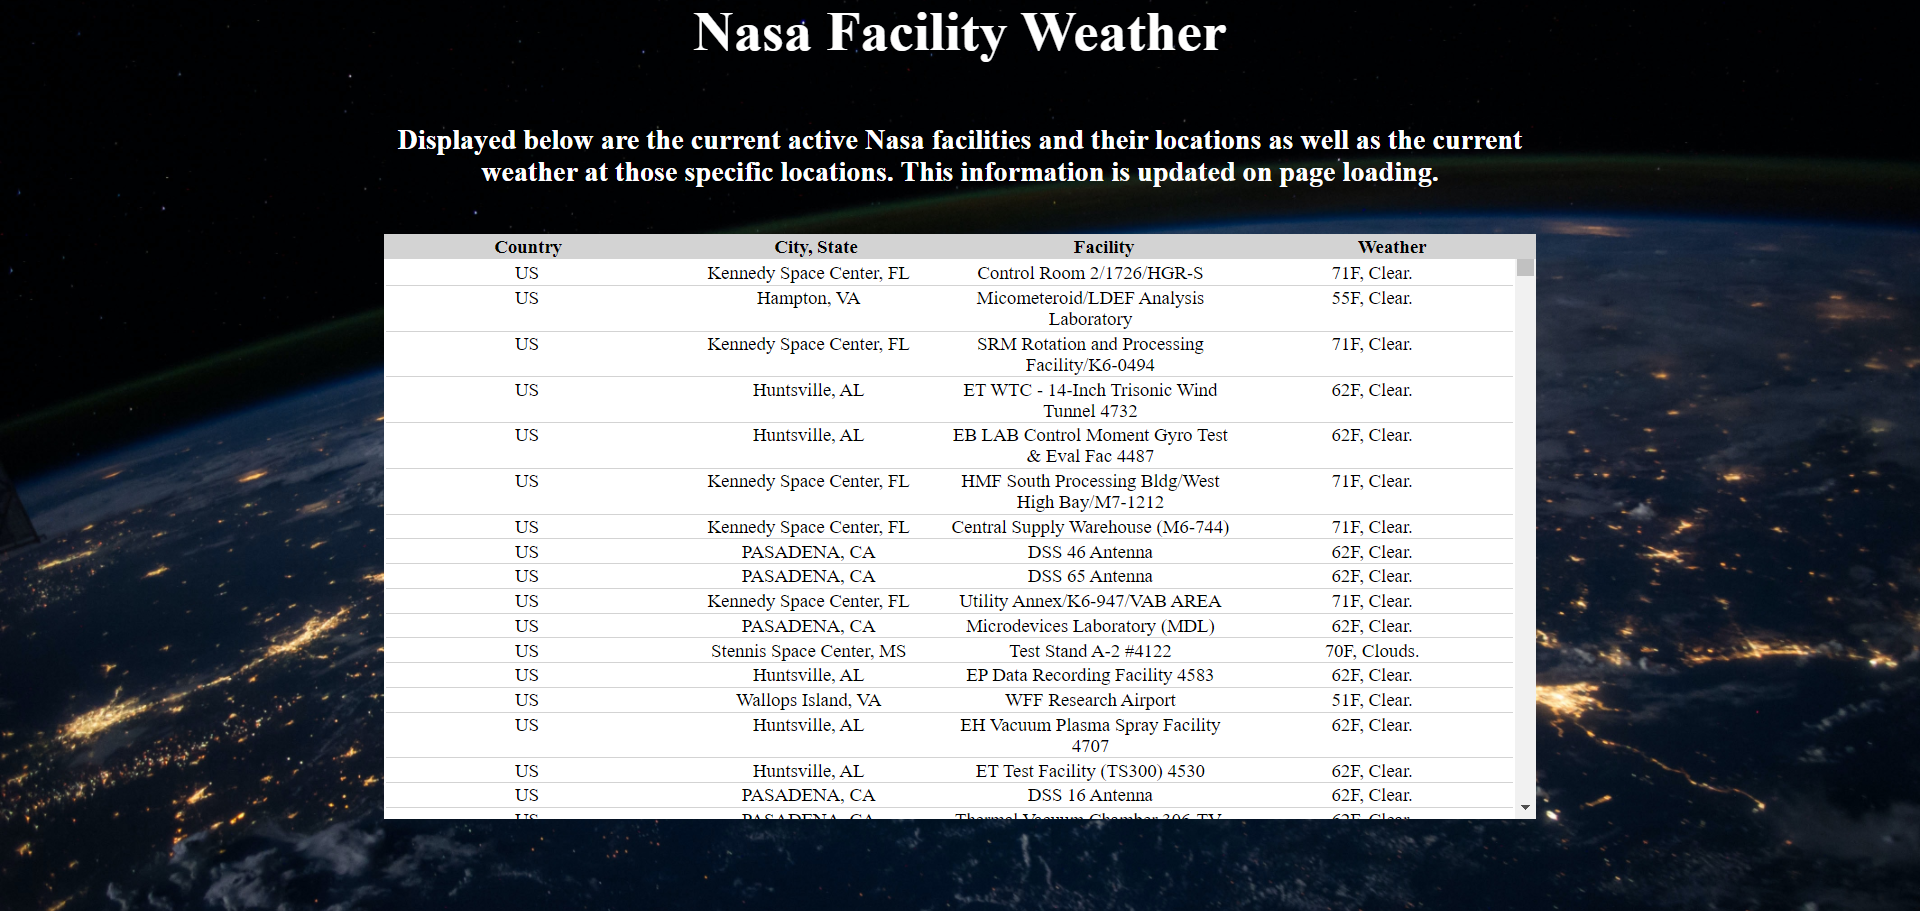 Nasa Facility Weather
Displayed below are the current active Nasa facilities and their locations as well as the current
weather at those specific locations. This information is updated on page loading.
Country City, State Facility Weather
US Kennedy Space Center, FL Control Room 2/1726/HGR-S 71F, Clear.
US Hampton, VA Micometeroid/LDEF Analysis 55F, Clear.
Laboratory
US Kennedy Space Center, FL SRM Rotation and Processing 71F, Clear.
Facility/K6-0494
US Huntsville, AL ET WTC - 14-Inch Trisonic Wind 62F, Clear.
Tunnel 4732
US Huntsville, AL EB LAB Control Moment Gyro Test 62F, Clear.
& Eval Fac 4487
US Kennedy Space Center, FL HMF South Processing Bldg/West 71F, Clear.
High Bay/M7-1212
US Kennedy Space Center, FL Central Supply Warehouse (M6-744) 71F, Clear.
US PASADENA, CA DSS 46 Antenna 62F, Clear.
US PASADENA, CA DSS 65 Antenna 62F, Clear.
US Kennedy Space Center, FL Utility Annex/K6-947/VAB AREA 71F, Clear.
US PASADENA, CA Microdevices Laboratory (MDL) 62F, Clear.
US Stennis Space Center, MS Test Stand A-2 #4122 70F, Clouds.
US Huntsville, AL EP Data Recording Facility 4583 62F, Clear.
US Wallops Island, VA WFF Research Airport 51F, Clear.
US Huntsville, AL EH Vacuum Plasma Spray Facility 62F, Clear.
4707
US Huntsville, AL ET Test Facility (TS300) 4530 62F, Clear.
US PASADENA, CA DSS 16 Antenna 62F, Clear.
US PASADENA, CA Thermal Vacuum Chamber 306-TV 62F, Clear.